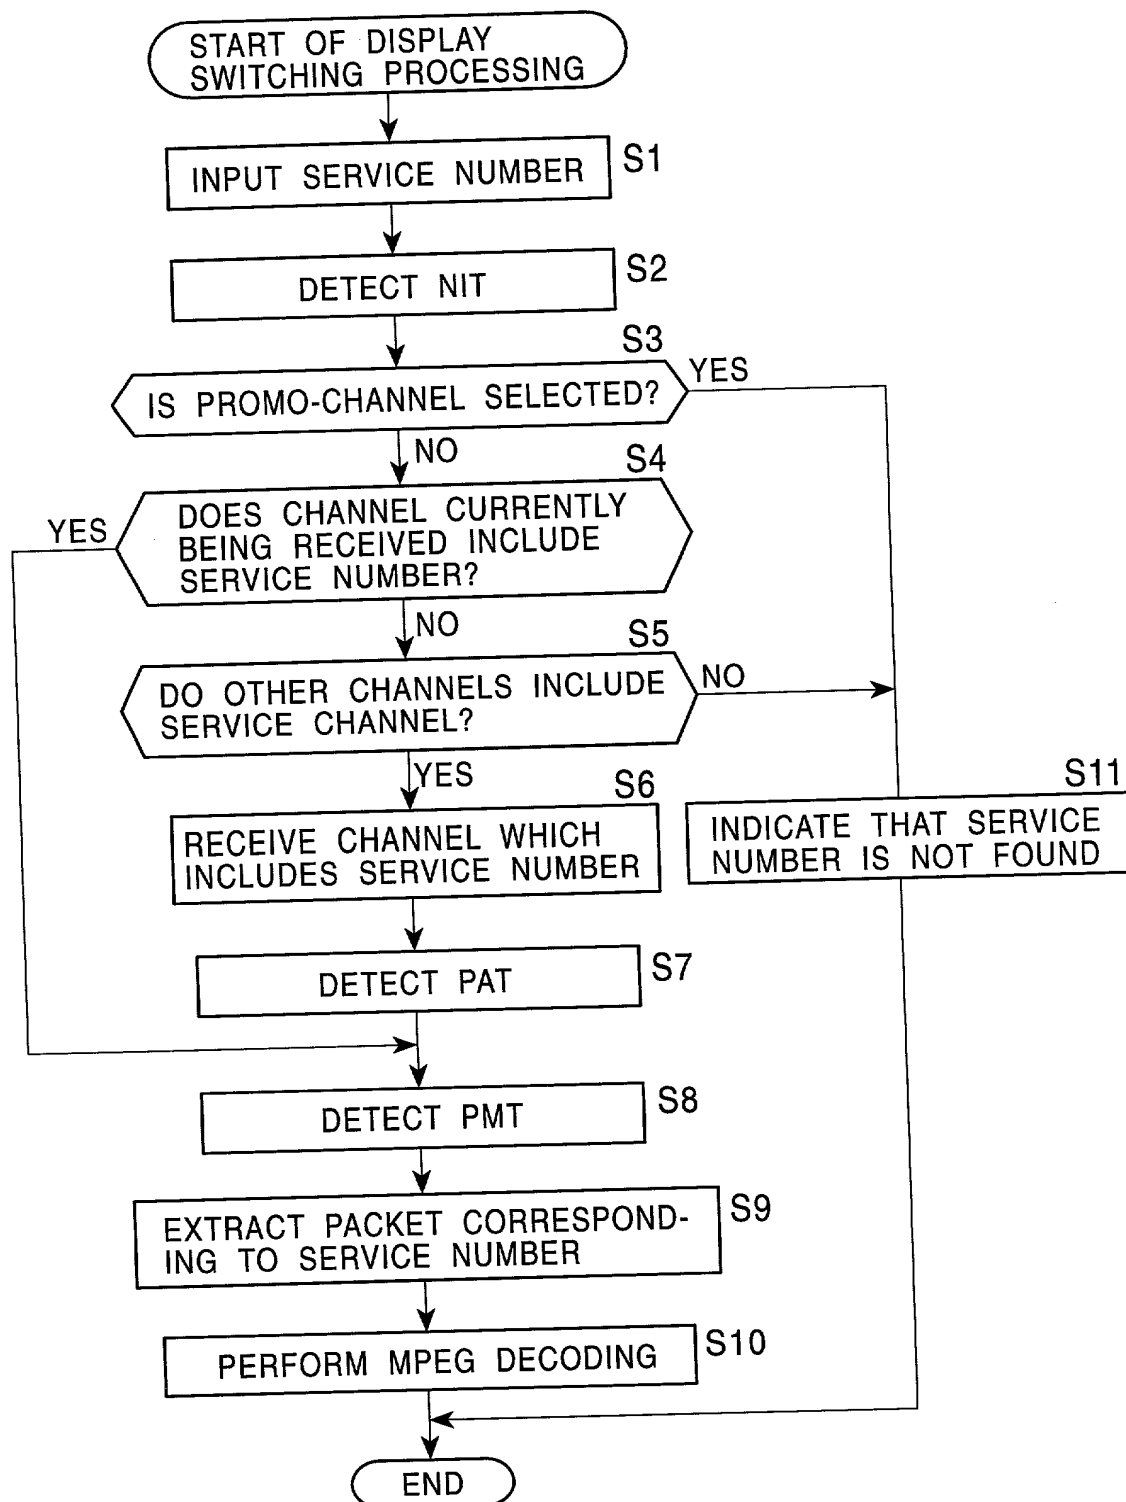 START OF DISPLAY
SWITCHING PROCESSING
INPUT SERVICE NUMBER
S1
DETECT NIT
S2
S3
IS PROMO-CHANNEL SELECTED?
YES
NO
S4
DOES CHANNEL CURRENTLY
BEING RECEIVED INCLUDE
SERVICE NUMBER?
YES
NO
S5
DO OTHER CHANNELS INCLUDE
SERVICE CHANNEL?
NO
YES
S6
RECEIVE CHANNEL WHICH
INCLUDES SERVICE NUMBER
S11
INDICATE THAT SERVICE
NUMBER IS NOT FOUND
DETECT PAT
S7
DETECT PMT
S8
EXTRACT PACKET CORRESPOND-
ING TO SERVICE NUMBER
S9
PERFORM MPEG DECODING
S10
END